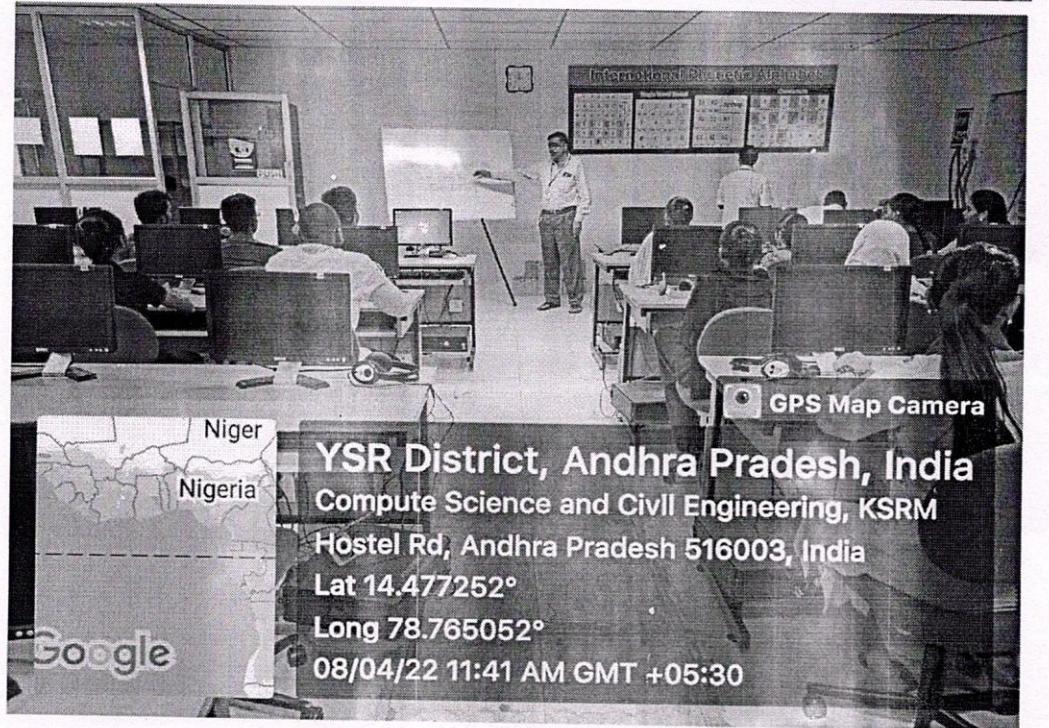 International Phonetic Alphabet
GPS Map Camera
Niger
Nigeria
Google
YSR District, Andhra Pradesh, India
Compute Science and Civll Engineering, KSRM
Hostel Rd, Andhra Pradesh 516003, India
Lat 14.477252°
Long 78.765052°
08/04/22 11:41 AM GMT +05:30